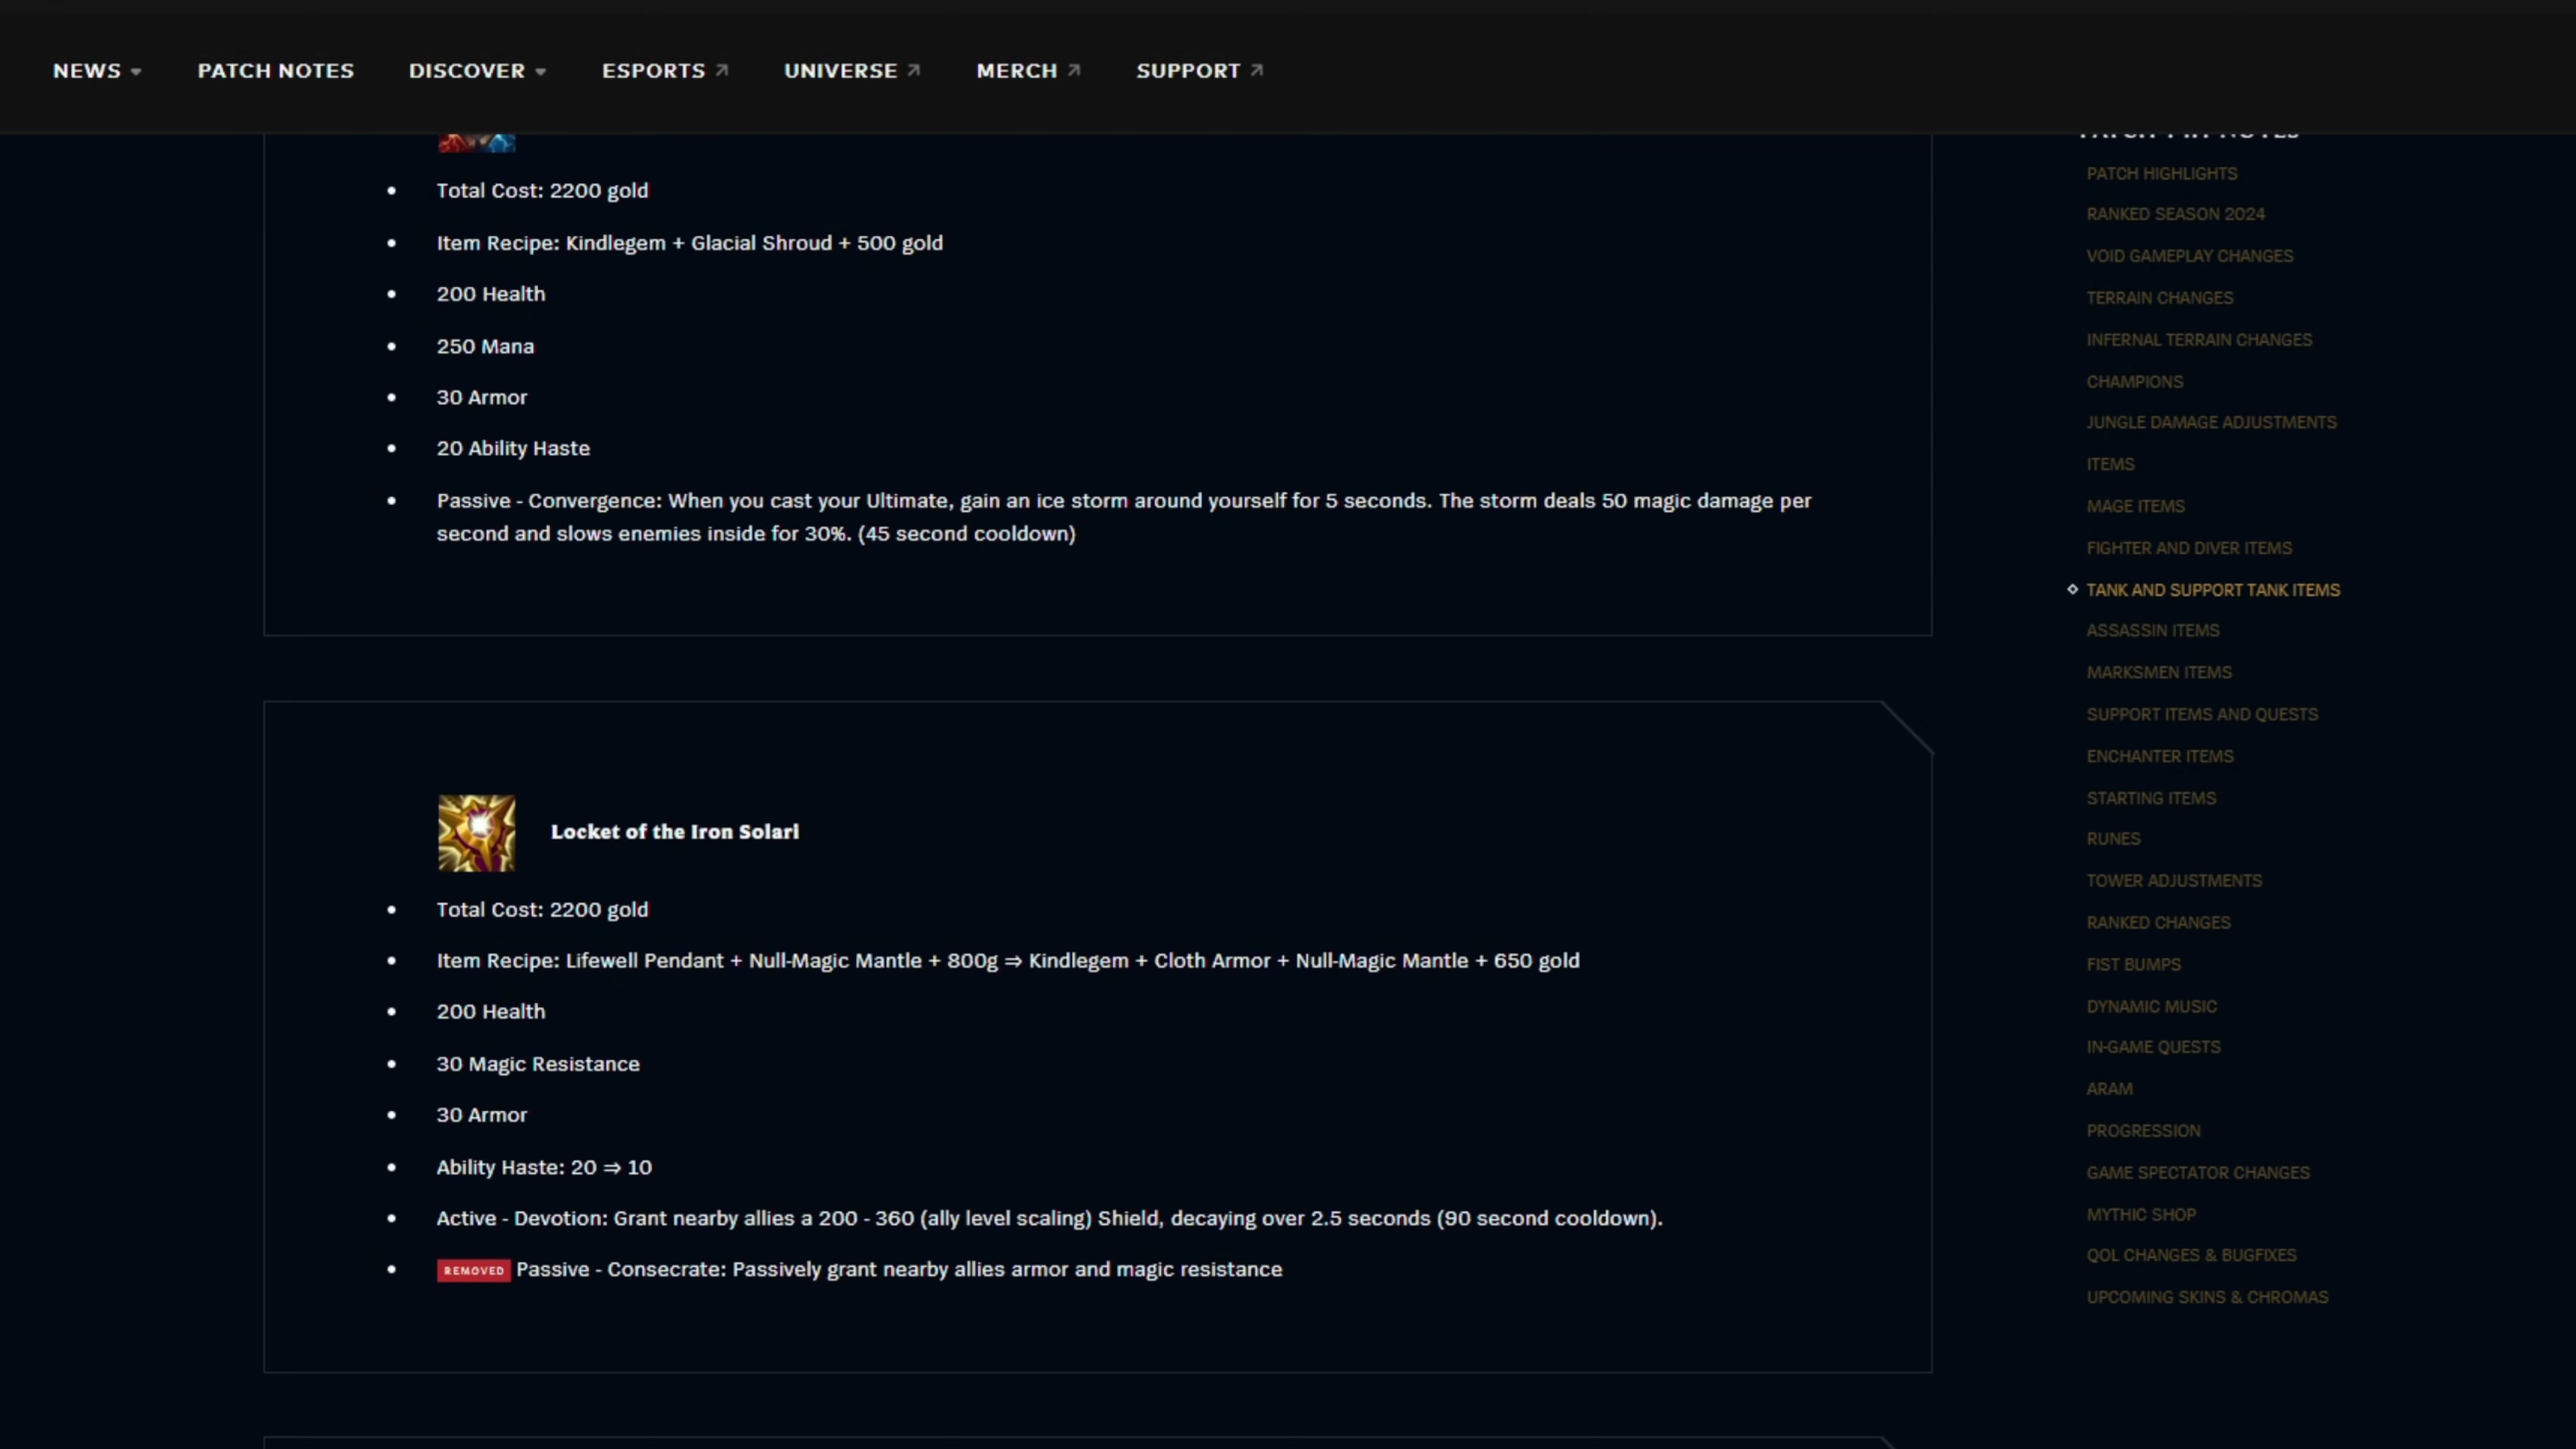 NEWS
PATCH NOTES
DISCOVER
ESPORTS
UNIVERSE
MERCH
SUPPORT
Total Cost: 2200 gold
Item Recipe: Kindlegem + Glacial Shroud + 500 gold
200 Health
250 Mana
30 Armor
20 Ability Haste
Passive - Convergence: When you cast your Ultimate, gain an ice storm around yourself for 5 seconds. The storm deals 50 magic damage per
second and slows enemies inside for 30%. (45 second cooldown)
Locket of the Iron Solari
Total Cost: 2200 gold
Item Recipe: Lifewell Pendant + Null-Magic Mantle + 800g ⇒ Kindlegem + Cloth Armor + Null-Magic Mantle + 650 gold
200 Health
30 Magic Resistance
30 Armor
Ability Haste: 20 ⇒ 10
Active - Devotion: Grant nearby allies a 200 - 360 (ally level scaling) Shield, decaying over 2.5 seconds (90 second cooldown).
REMOVED Passive - Consecrate: Passively grant nearby allies armor and magic resistance
PATCH HIGHLIGHTS
RANKED SEASON 2024
VOID GAMEPLAY CHANGES
TERRAIN CHANGES
INFERNAL TERRAIN CHANGES
CHAMPIONS
JUNGLE DAMAGE ADJUSTMENTS
ITEMS
MAGE ITEMS
FIGHTER AND DIVER ITEMS
TANK AND SUPPORT TANK ITEMS
ASSASSIN ITEMS
MARKSMEN ITEMS
SUPPORT ITEMS AND QUESTS
ENCHANTER ITEMS
STARTING ITEMS
RUNES
TOWER ADJUSTMENTS
RANKED CHANGES
FIST BUMPS
DYNAMIC MUSIC
IN-GAME QUESTS
ARAM
PROGRESSION
GAME SPECTATOR CHANGES
MYTHIC SHOP
QOL CHANGES & BUGFIXES
UPCOMING SKINS & CHROMAS